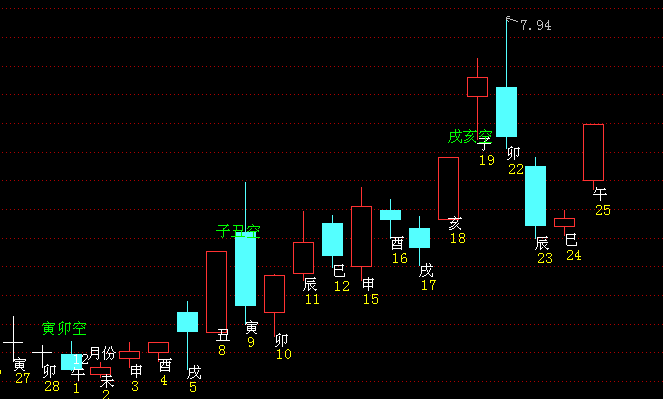 7.94
戌亥空
子
19
卯
22
午
25
亥
18
子丑空
酉
16
辰
23
巳
24
戌
17
辰
11
巳
12
申
15
寅卯空
丑
8
寅
9
卯
10
12月份
寅
27
卯
28
午
1
未
2
申
3
酉
4
戌
5